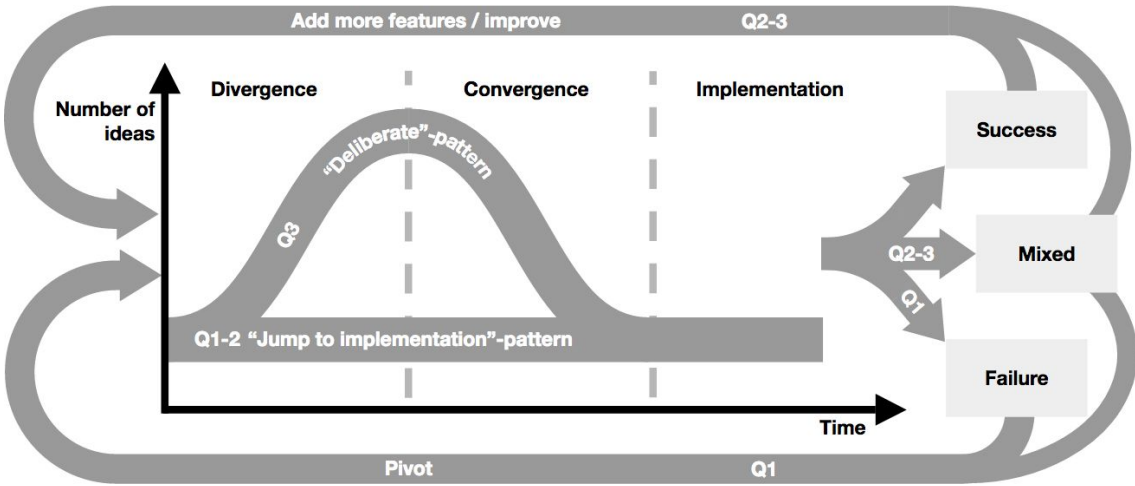 Add more features / improve
Q2-3
Divergence
Convergence
Implementation
Number of
ideas
Success
“Deliberate”-pattern
Q3
Q2-3
Mixed
Q1
Q1-2 “Jump to implementation”-pattern
Failure
Time
Pivot
Q1